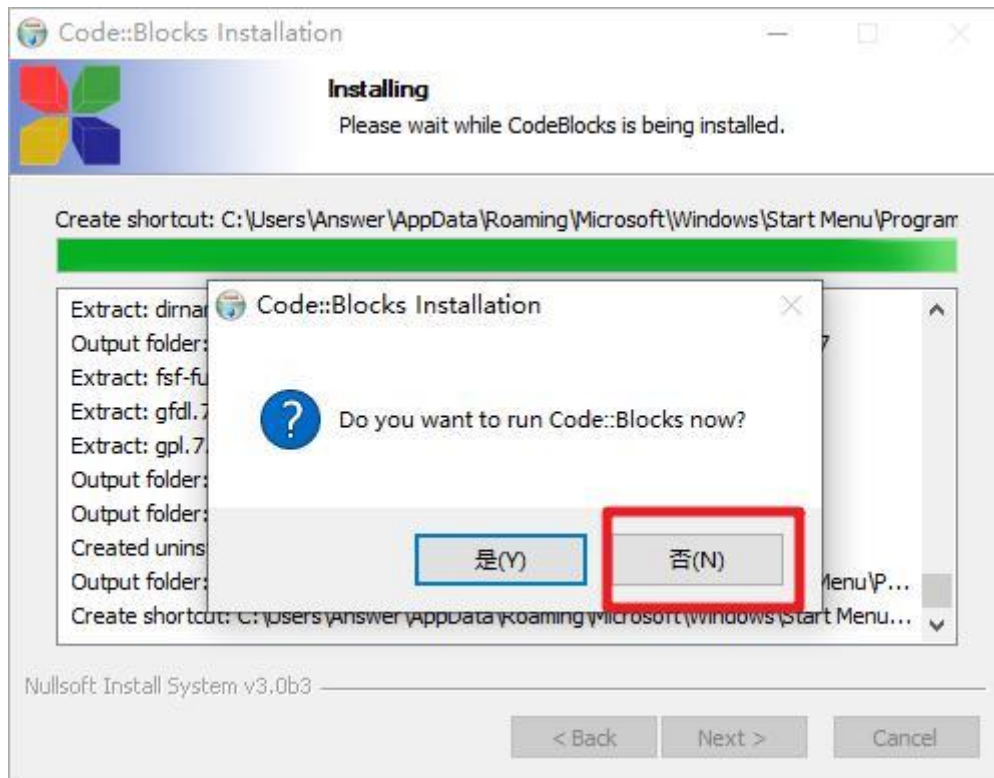 Code::Blocks Installation
Installing
Please wait while CodeBlocks is being installed.
Create shortcut: C:\Users\Answer\AppData\Roaming\Microsoft\Windows\Start Menu\Program
Extract: dirnar
Output folder: 7
Extract: fsf-fu
Extract: gfdl.7
Extract: gpl.7.
Output folder:
Output folder:
Created unins
Output folder: Menu\P...
Create shortcut: C:\Users\Answer\AppData\Roaming\Microsoft\Windows\Start Menu...
Code::Blocks Installation
Do you want to run Code::Blocks now?
是(Y) 否(N)
Nullsoft Install System v3.0b3
< Back Next > Cancel